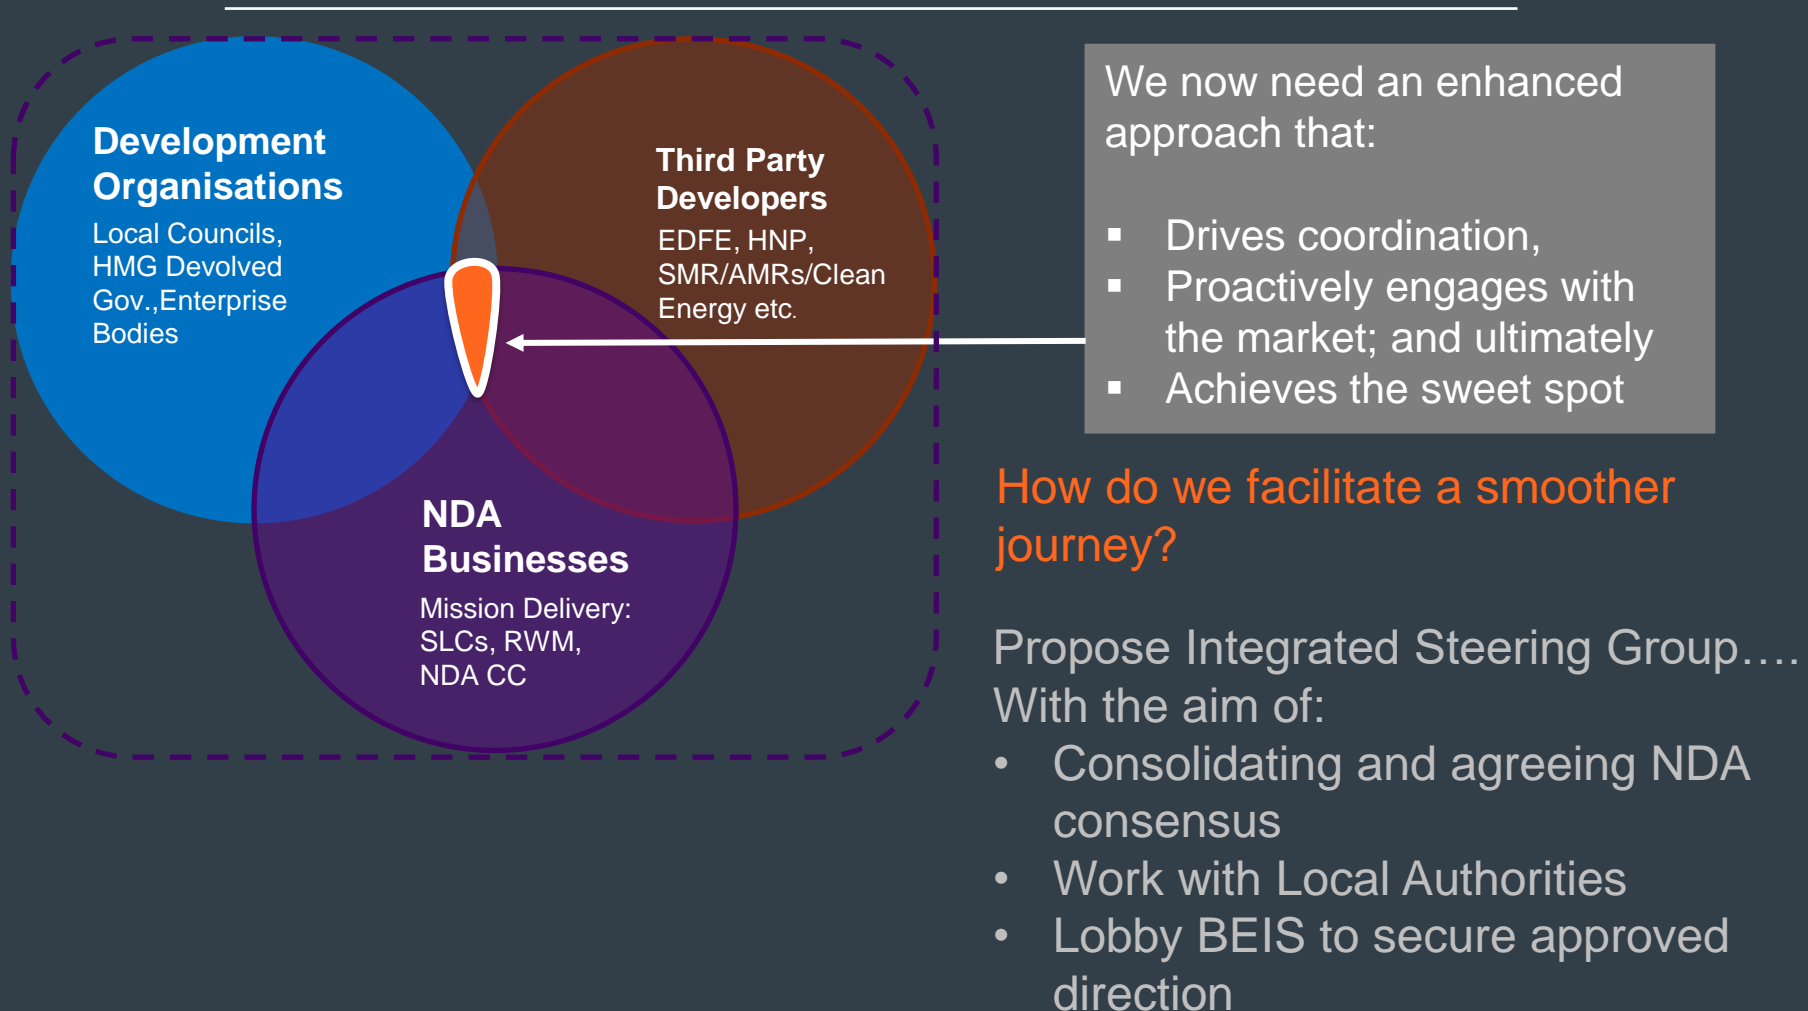 Development
Organisations
Local Councils,
HMG Devolved
Gov.,Enterprise
Bodies
Third Party
Developers
EDFE, HNP,
SMR/AMRs/Clean
Energy etc.
NDA
Businesses
Mission Delivery:
SLCs, RWM,
NDA CC
We now need an enhanced
approach that:
▪ Drives coordination,
▪ Proactively engages with
the market; and ultimately
▪ Achieves the sweet spot
How do we facilitate a smoother
journey?
Propose Integrated Steering Group….
With the aim of:
• Consolidating and agreeing NDA
consensus
• Work with Local Authorities
• Lobby BEIS to secure approved
direction